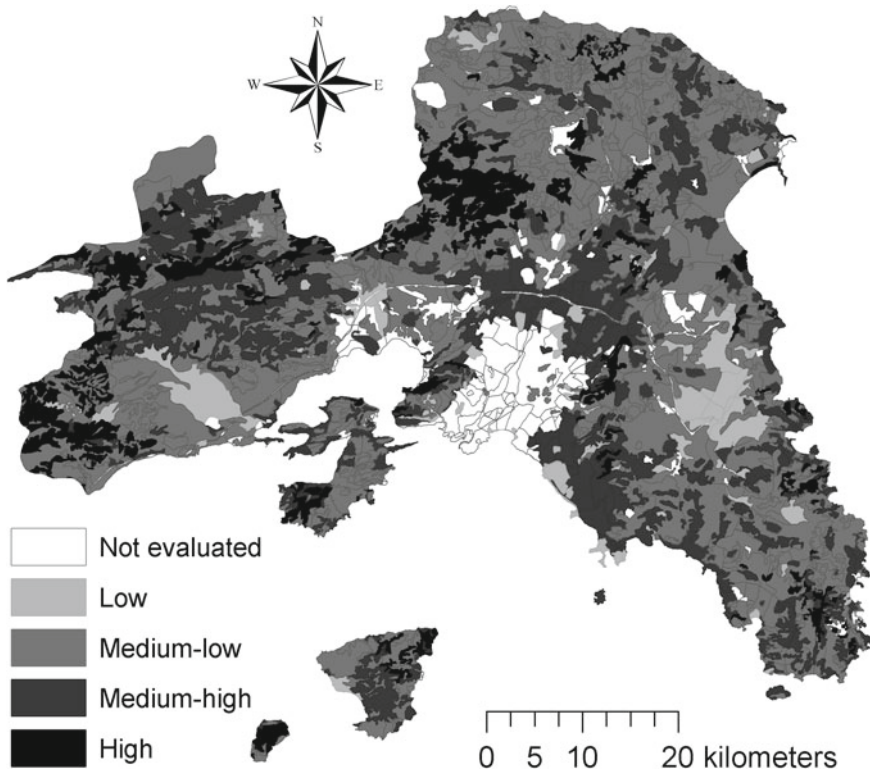 N
W E
S
Not evaluated
Low
Medium-low
Medium-high
High
0 5 10 20 kilometers